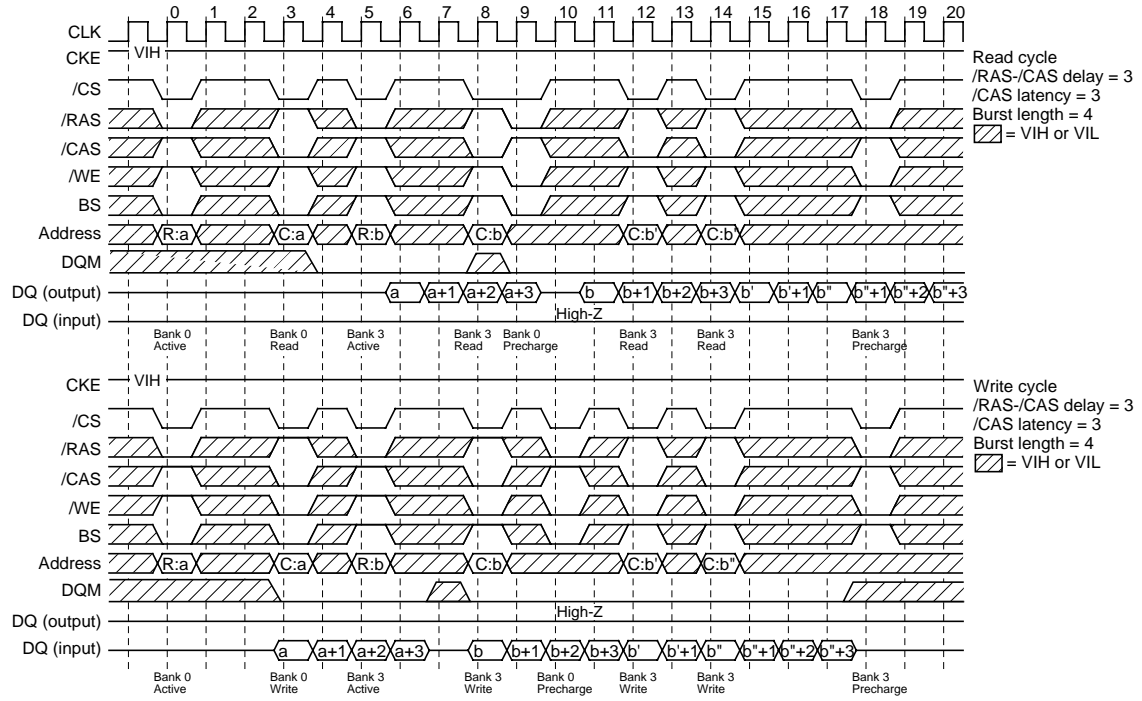 0 1 2 3 4 5 6 7 8 9 10 11 12 13 14 15 16 17 18 19 20
CLK
CKE VIH
/CS
/RAS
/CAS
/WE
BS
Address R:a C:a R:b C:b C:b' C:b"
DQM
DQ (output) a a+1 a+2 a+3 b b+1 b+2 b+3 b' b'+1 b" b"+1 b"+2 b"+3
DQ (input) High-Z
Bank 0 Bank 0 Bank 3 Bank 3 Bank 0 Bank 3 Bank 3 Bank 3
Active Read Active Read Precharge Read Read Precharge
Read cycle
/RAS-/CAS delay = 3
/CAS latency = 3
Burst length = 4
= VIH or VIL
CKE VIH
/CS
/RAS
/CAS
/WE
BS
Address R:a C:a R:b C:b C:b' C:b"
DQM
DQ (output) High-Z
DQ (input) a a+1 a+2 a+3 b b+1 b+2 b+3 b' b'+1 b" b"+1 b"+2 b"+3
Bank 0 Bank 0 Bank 3 Bank 3 Bank 0 Bank 3 Bank 3 Bank 3
Active Write Active Write Precharge Write Write Precharge
Write cycle
/RAS-/CAS delay = 3
/CAS latency = 3
Burst length = 4
= VIH or VIL